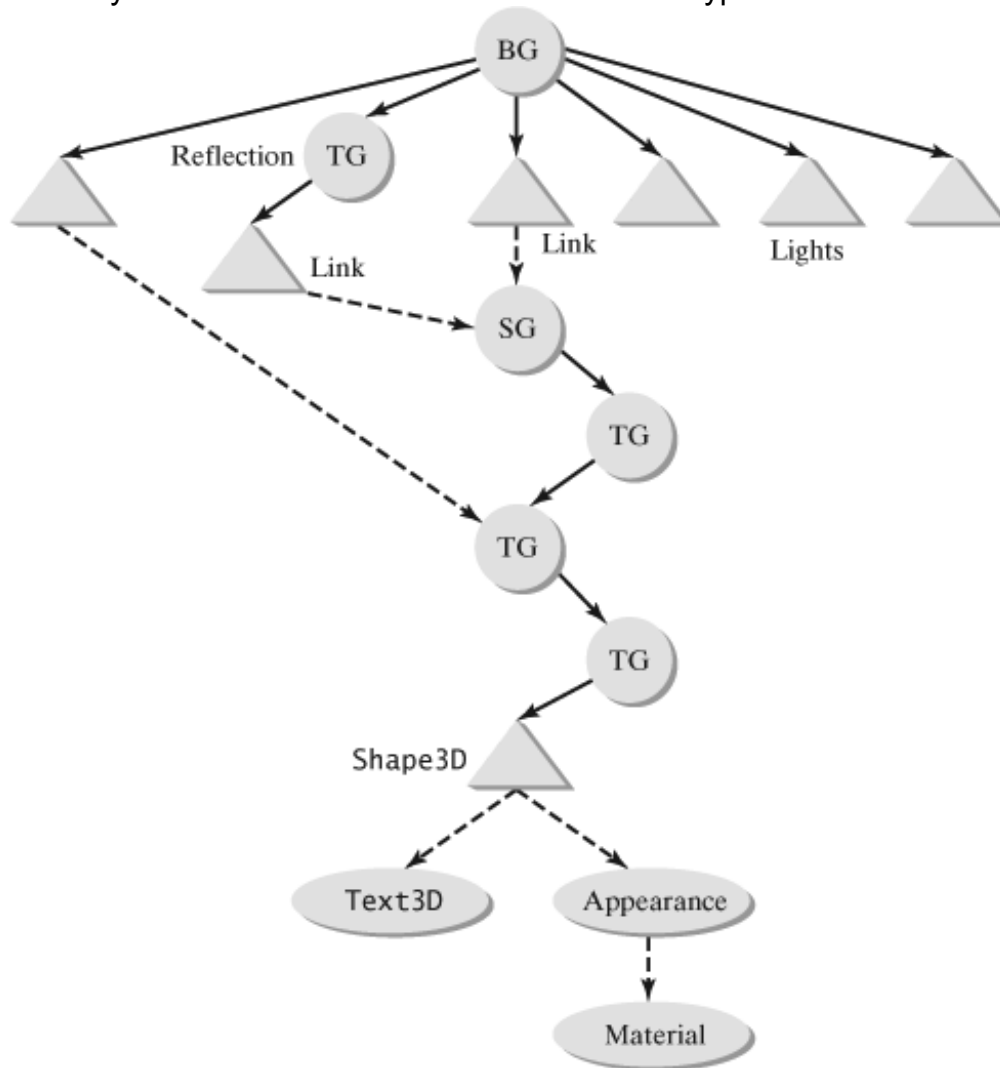 BG
Reflection
TG
Link
Link
Lights
SG
TG
TG
TG
Shape3D
Text3D
Appearance
Material